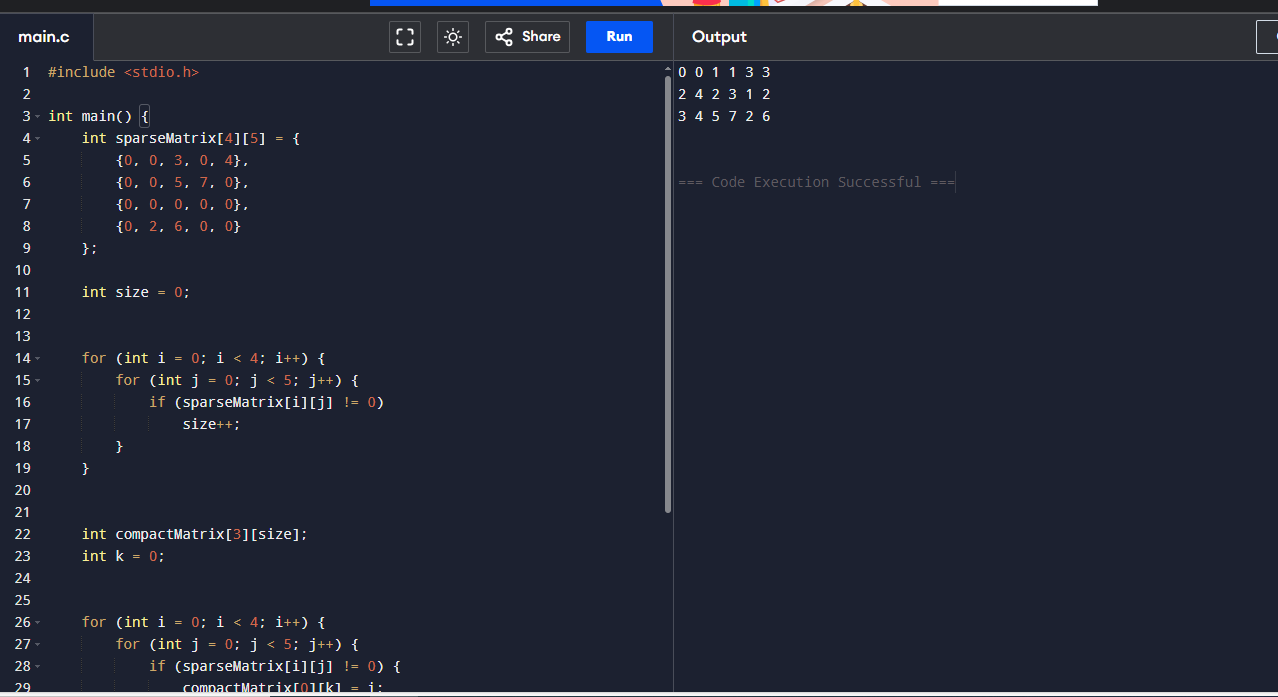 main.c
Share
Run
Output
1 #include <stdio.h>
2
3 int main() {
4 int sparseMatrix[4][5] = {
5 {0, 0, 3, 0, 4},
6 {0, 0, 5, 7, 0},
7 {0, 0, 0, 0, 0},
8 {0, 2, 6, 0, 0}
9 };
10
11 int size = 0;
12
13
14 for (int i = 0; i < 4; i++) {
15 for (int j = 0; j < 5; j++) {
16 if (sparseMatrix[i][j] != 0)
17 size++;
18 }
19 }
20
21
22 int compactMatrix[3][size];
23 int k = 0;
24
25
26 for (int i = 0; i < 4; i++) {
27 for (int j = 0; j < 5; j++) {
28 if (sparseMatrix[i][j] != 0) {
29 compactMatrix[0][k] = i;
0 0 1 1 3 3
2 4 2 3 1 2
3 4 5 7 2 6
=== Code Execution Successful ===